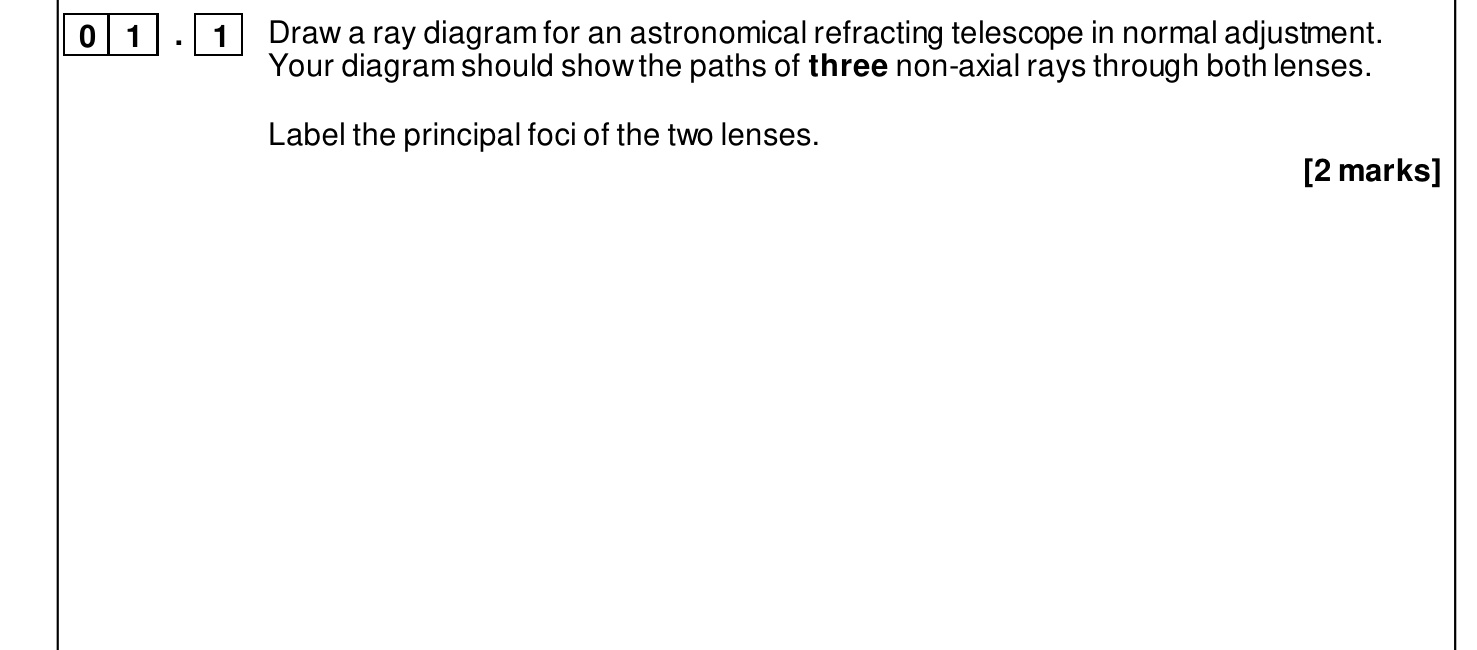 0 1 . 1 Draw a ray diagram for an astronomical refracting telescope in normal adjustment.
Your diagram should show the paths of three non-axial rays through both lenses.
Label the principal foci of the two lenses.
[2 marks]